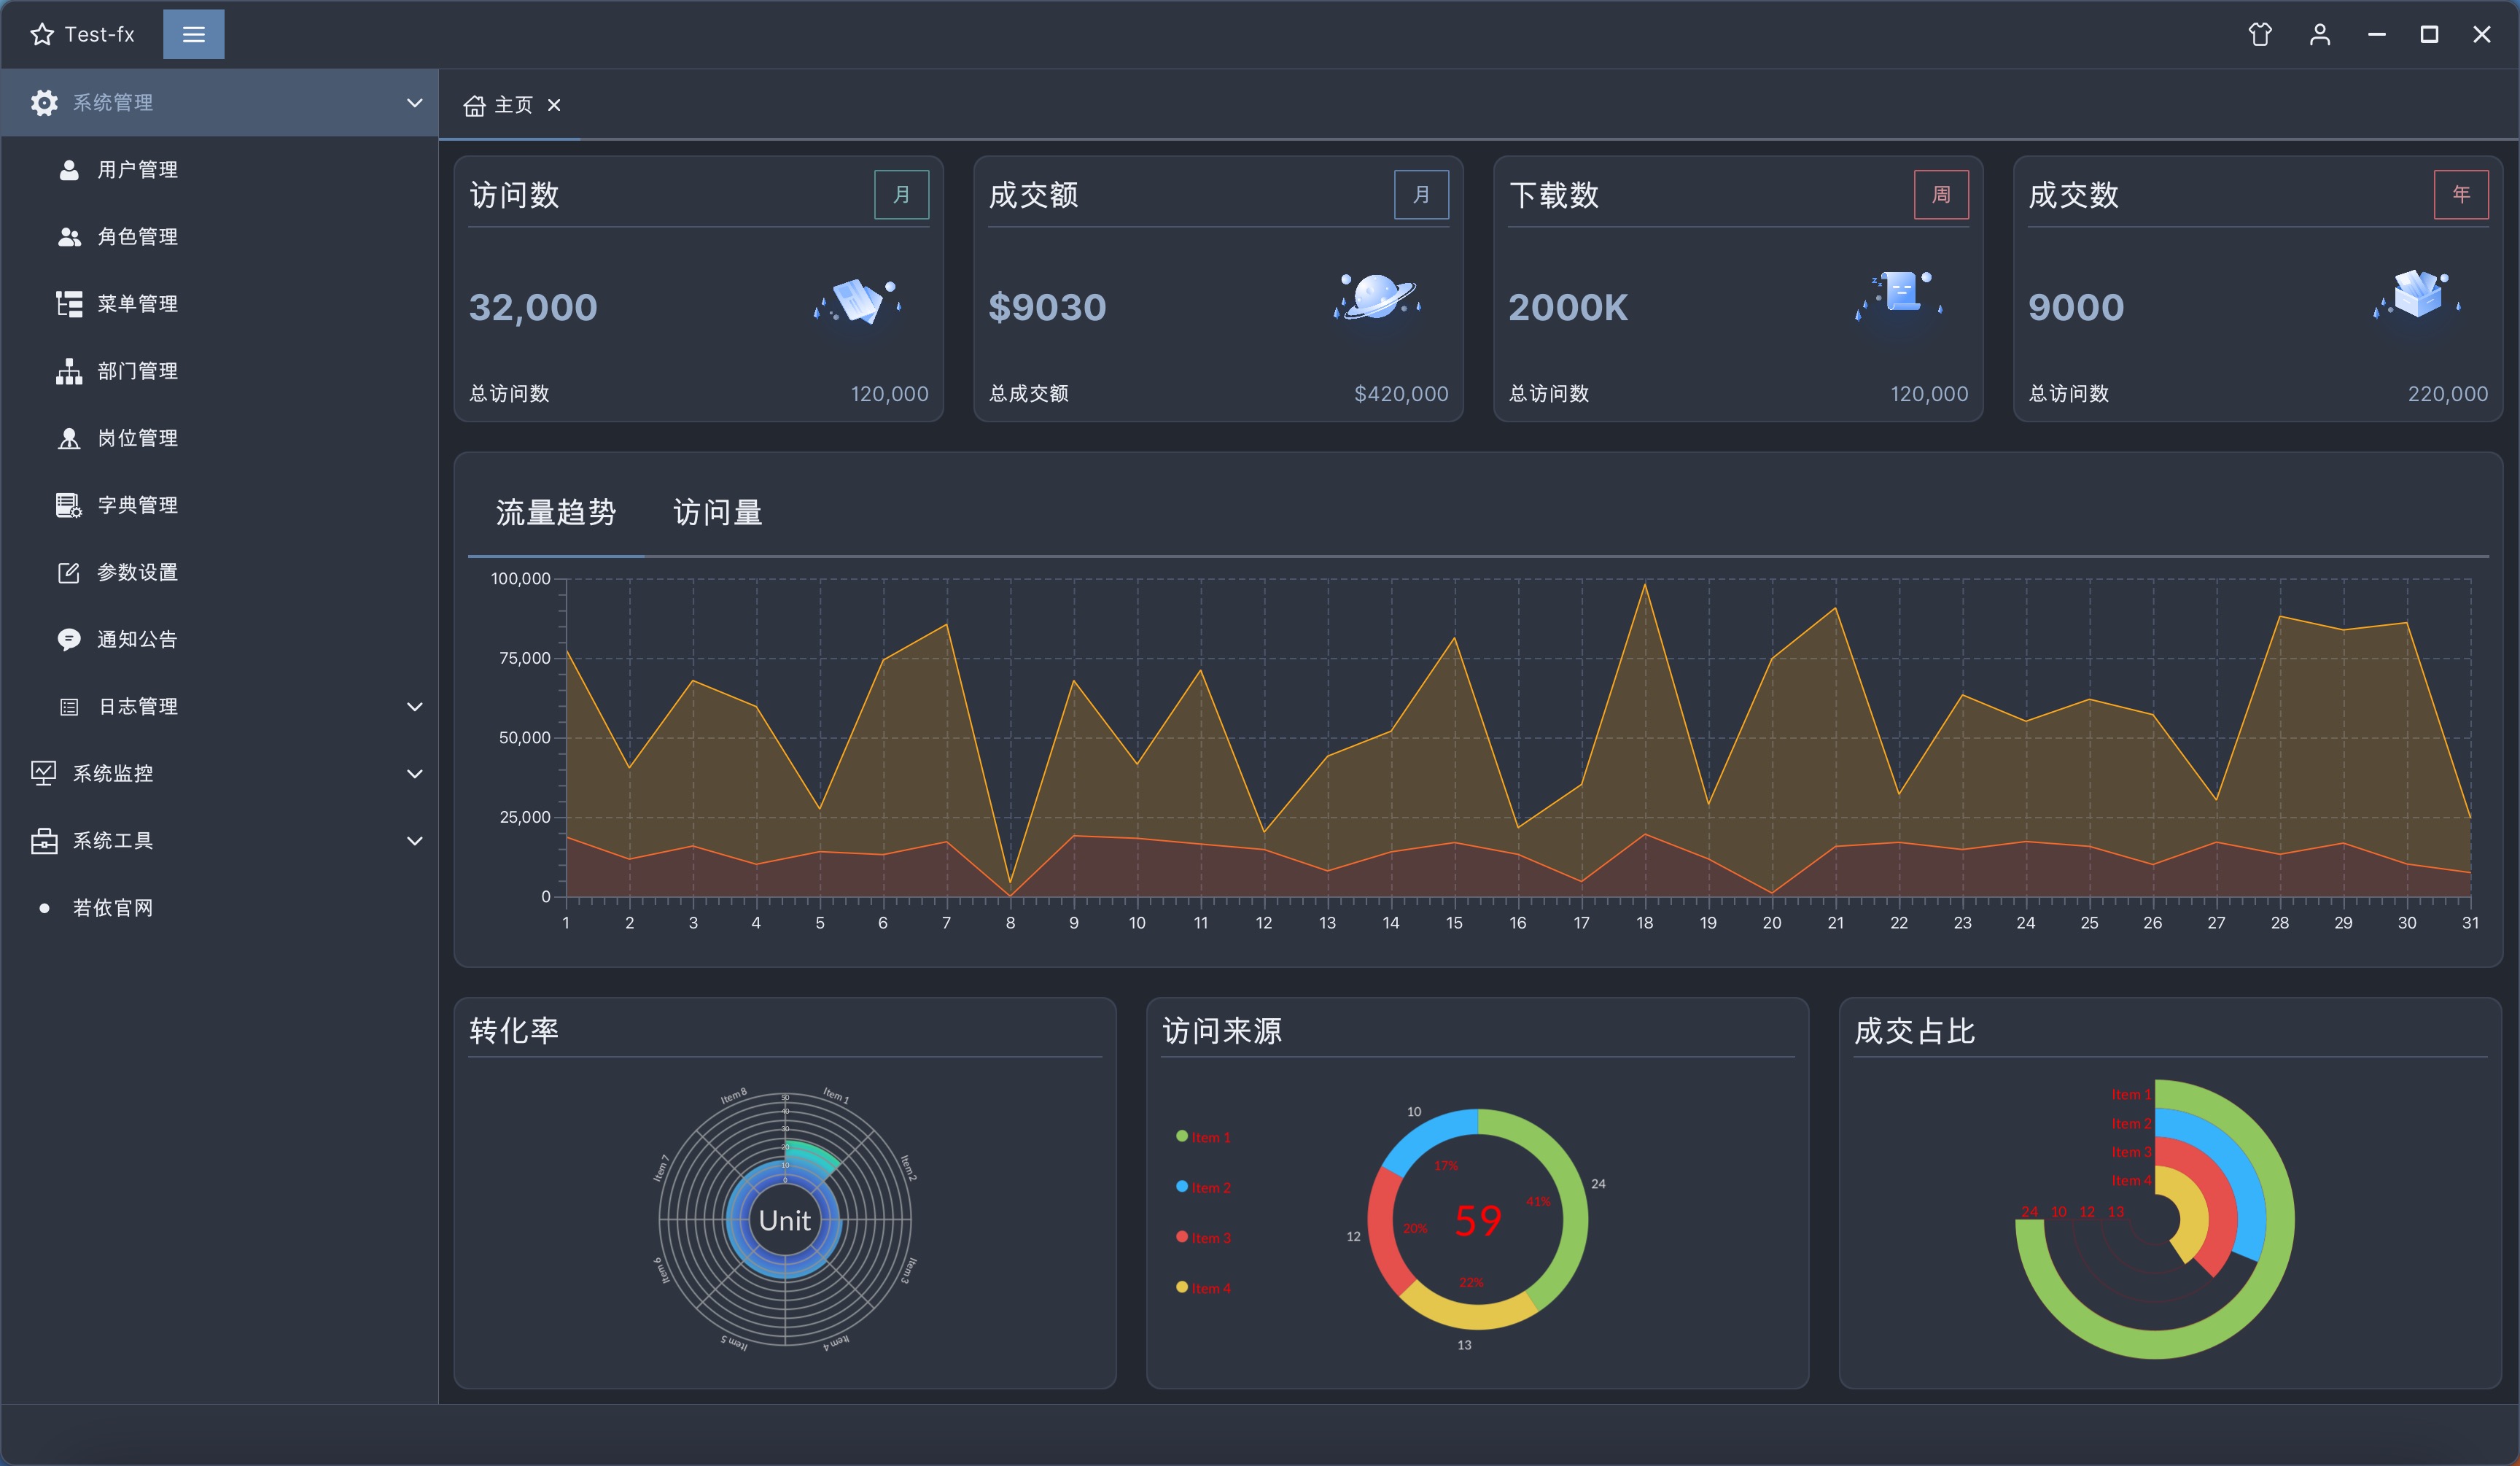 Test-fx
系统管理
用户管理
角色管理
菜单管理
部门管理
岗位管理
字典管理
参数设置
通知公告
日志管理
系统监控
系统工具
若依官网
主页
访问数 月
32,000
总访问数 120,000
成交额 月
$9030
总成交额 $420,000
下载数 周
2000K
总访问数 120,000
成交数 年
9000
总访问数 220,000
流量趋势 访问量
100,000
75,000
50,000
25,000
0
1 2 3 4 5 6 7 8 9 10 11 12 13 14 15 16 17 18 19 20 21 22 23 24 25 26 27 28 29 30 31
转化率
Item 8 Item 1
Item 7 Item 2
50
40
30
20
10
0
Unit
Item 6 Item 3
Item 5 Item 4
访问来源
Item 1
Item 2
Item 3
Item 4
10
24
12
13
17%
41%
20%
22%
59
成交占比
Item 1
Item 2
Item 3
Item 4
24 10 12 13